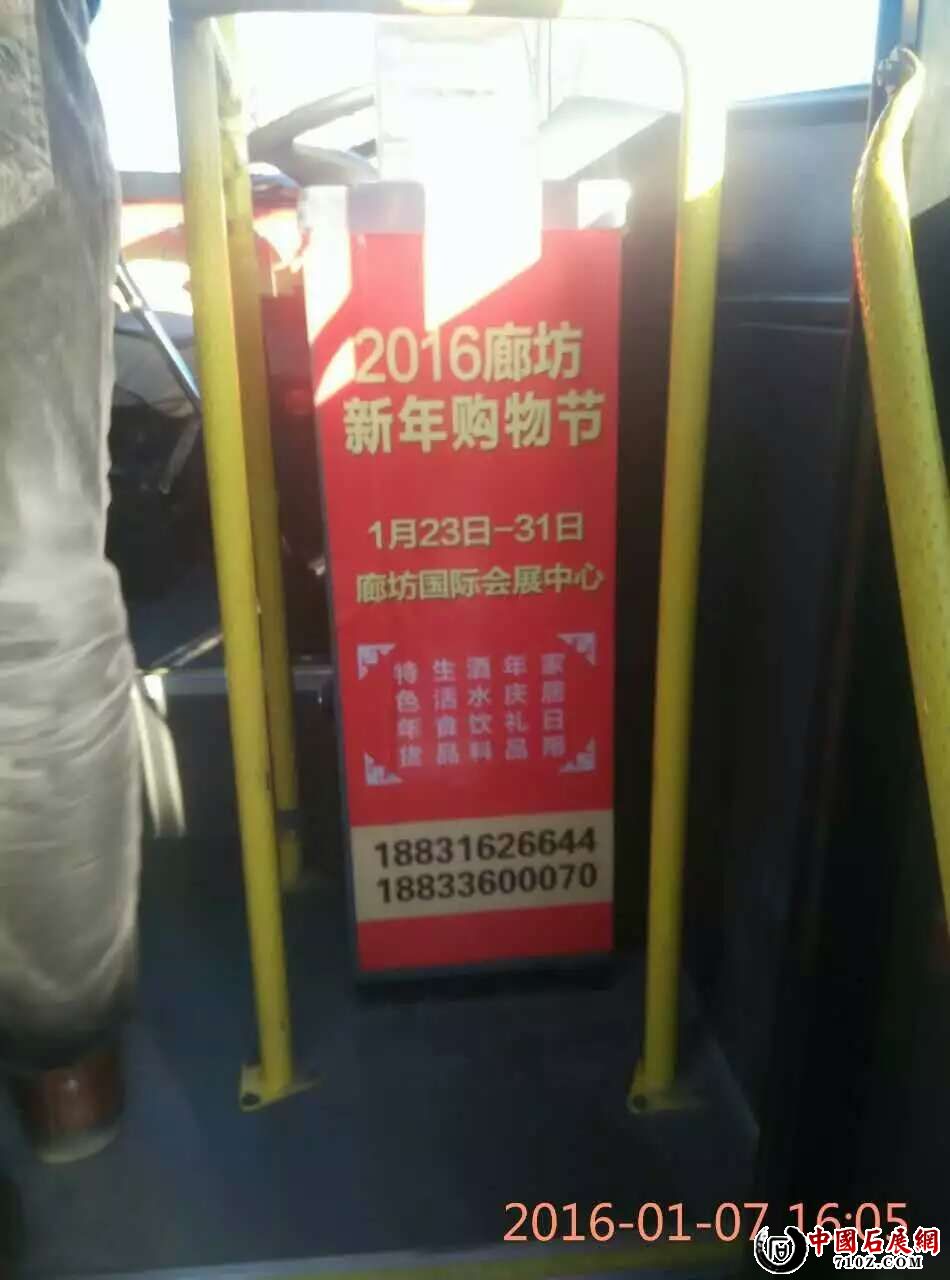 2016廊坊
新年购物节
1月23日-31日
廊坊国际会展中心
特 生 酒 年 家
色 活 水 庆 居
年 食 饮 礼 日
货 品 料 品 用
18831626644
18833600070
2016-01-07 16:05
中國石展網
710Z.COM